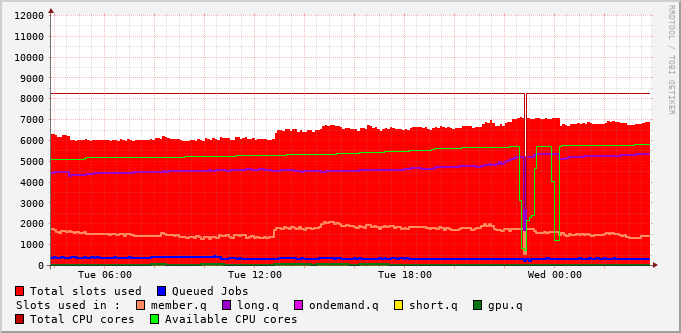 RRDTOOL / TOBI OETIKER
12000
11000
10000
9000
8000
7000
6000
5000
4000
3000
2000
1000
0
Tue 06:00 Tue 12:00 Tue 18:00 Wed 00:00
Total slots used Queued Jobs
Slots used in : member.q long.q ondemand.q short.q gpu.q
Total CPU cores Available CPU cores